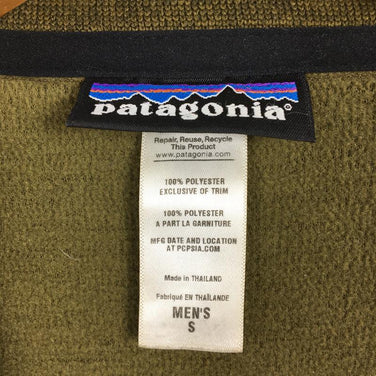 patagonia®
Repair, Reuse, Recycle
This Product
www.patagonia.com
100% POLYESTER
EXCLUSIVE OF TRIM
100% POLYESTER
A PART LA GARNITURE
MFG DATE AND LOCATION
AT PCPSIA.COM
Made in THAILAND
Fabriqué EN THAÏLANDE
MEN'S
S